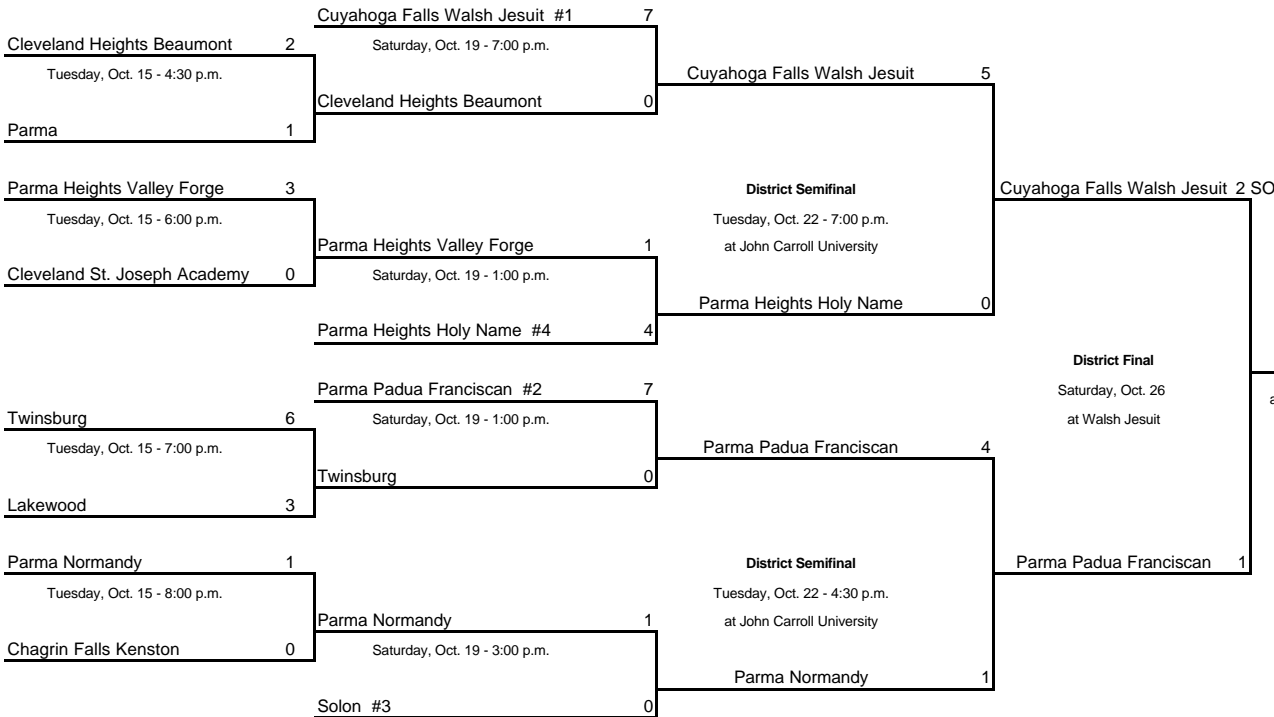 Cuyahoga Falls Walsh Jesuit #1 7
Cleveland Heights Beaumont 2
Saturday, Oct. 19 - 7:00 p.m.
Tuesday, Oct. 15 - 4:30 p.m.
Cuyahoga Falls Walsh Jesuit 5
Cleveland Heights Beaumont 0
Parma 1
Parma Heights Valley Forge 3
District Semifinal
Cuyahoga Falls Walsh Jesuit 2 SO
Tuesday, Oct. 15 - 6:00 p.m.
Tuesday, Oct. 22 - 7:00 p.m.
Parma Heights Valley Forge 1
at John Carroll University
Cleveland St. Joseph Academy 0
Saturday, Oct. 19 - 1:00 p.m.
Parma Heights Holy Name 0
Parma Heights Holy Name #4 4
District Final
Parma Padua Franciscan #2 7
Saturday, Oct. 26
Twinsburg 6
Saturday, Oct. 19 - 1:00 p.m.
at Walsh Jesuit
Tuesday, Oct. 15 - 7:00 p.m.
Parma Padua Franciscan 4
Twinsburg 0
Lakewood 3
Parma Normandy 1
District Semifinal
Parma Padua Franciscan 1
Tuesday, Oct. 15 - 8:00 p.m.
Tuesday, Oct. 22 - 4:30 p.m.
Parma Normandy 1
at John Carroll University
Chagrin Falls Kenston 0
Saturday, Oct. 19 - 3:00 p.m.
Parma Normandy 1
Solon #3 0